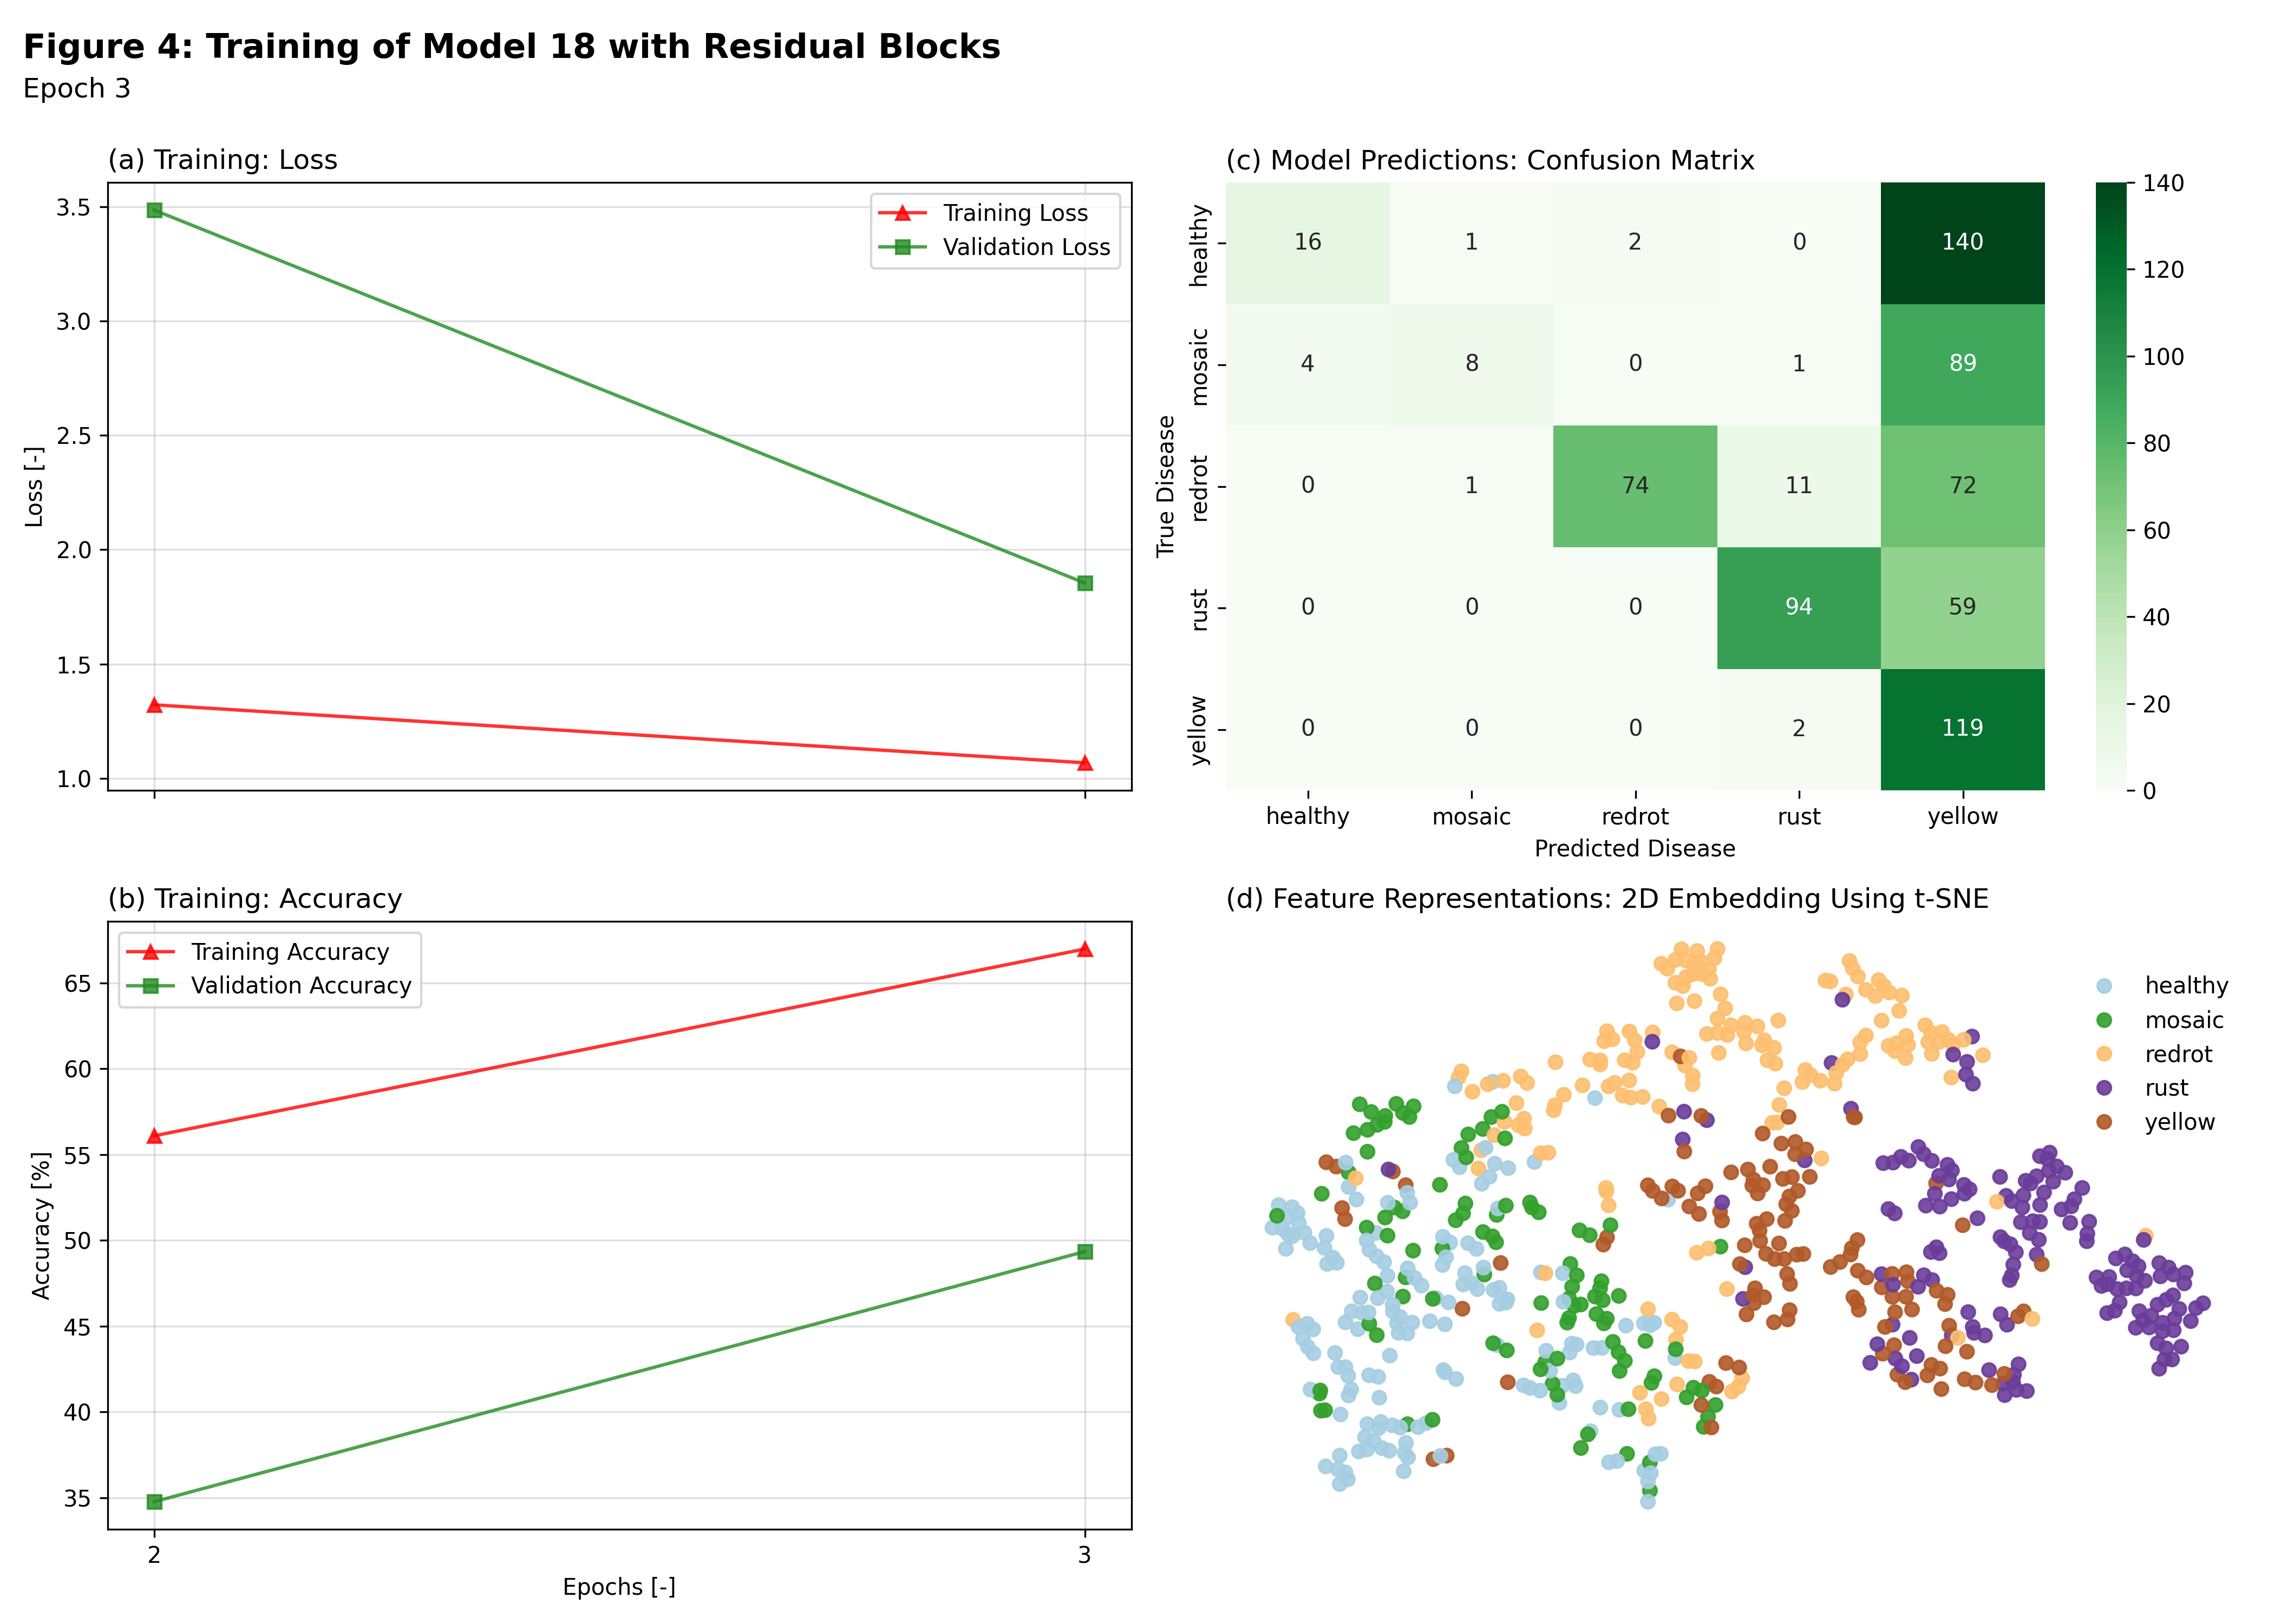 Figure 4: Training of Model 18 with Residual Blocks
Epoch 3
(a) Training: Loss
Loss [-]
3.5
3.0
2.5
2.0
1.5
1.0
Training Loss
Validation Loss
(c) Model Predictions: Confusion Matrix
True Disease
healthy
16 1 2 0 140
mosaic
4 8 0 1 89
redrot
0 1 74 11 72
rust
0 0 0 94 59
yellow
0 0 0 2 119
healthy mosaic redrot rust yellow
Predicted Disease
140
120
100
80
60
40
20
0
(b) Training: Accuracy
Accuracy [%]
65
60
55
50
45
40
35
Training Accuracy
Validation Accuracy
2 3
Epochs [-]
(d) Feature Representations: 2D Embedding Using t-SNE
healthy
mosaic
redrot
rust
yellow